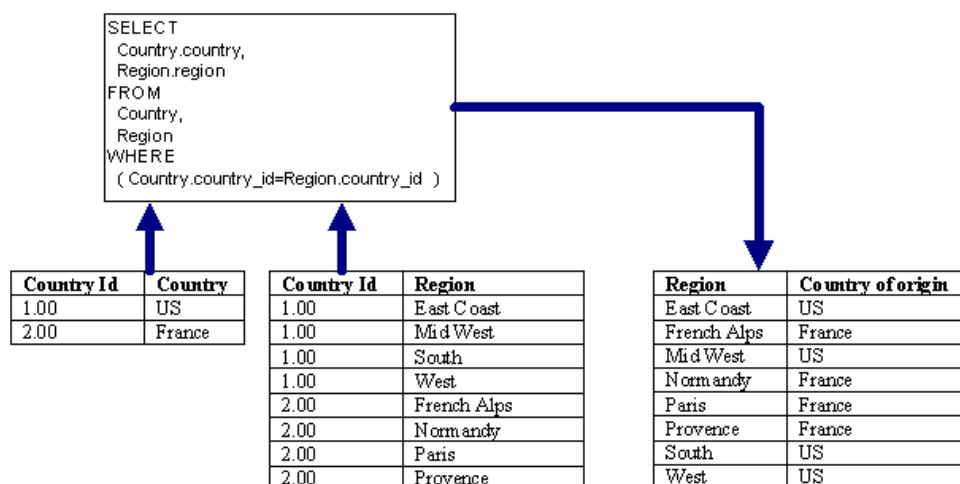 SELECT
Country.country,
Region.region
FROM
Country,
Region
WHERE
( Country.country_id=Region.country_id )
Country Id Country
1.00 US
2.00 France
Country Id Region
1.00 East Coast
1.00 Mid West
1.00 South
1.00 West
2.00 French Alps
2.00 Normandy
2.00 Paris
2.00 Provence
Region Country of origin
East Coast US
French Alps France
Mid West US
Normandy France
Paris France
Provence France
South US
West US